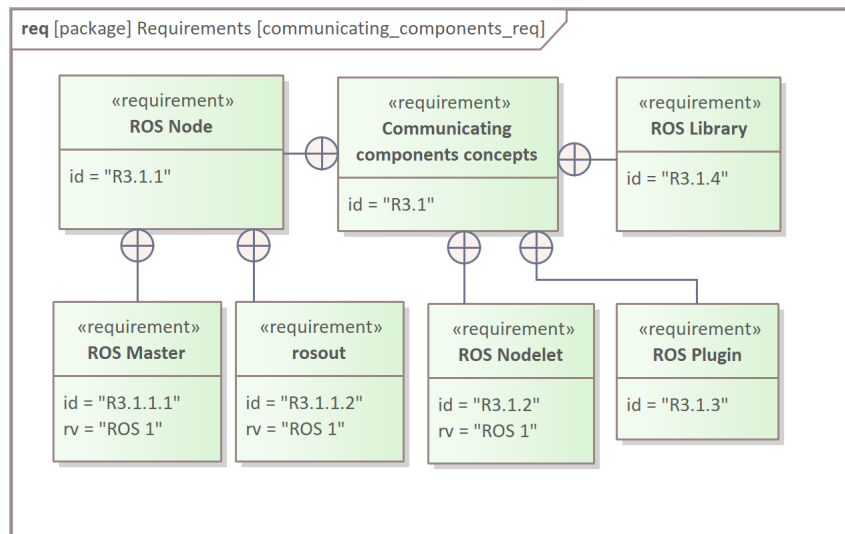 req [package] Requirements [communicating_components_req]
«requirement»
ROS Node
id = "R3.1.1"
«requirement»
Communicating
components concepts
id = "R3.1"
«requirement»
ROS Library
id = "R3.1.4"
«requirement»
ROS Master
id = "R3.1.1.1"
rv = "ROS 1"
«requirement»
rosout
id = "R3.1.1.2"
rv = "ROS 1"
«requirement»
ROS Nodelet
id = "R3.1.2"
rv = "ROS 1"
«requirement»
ROS Plugin
id = "R3.1.3"